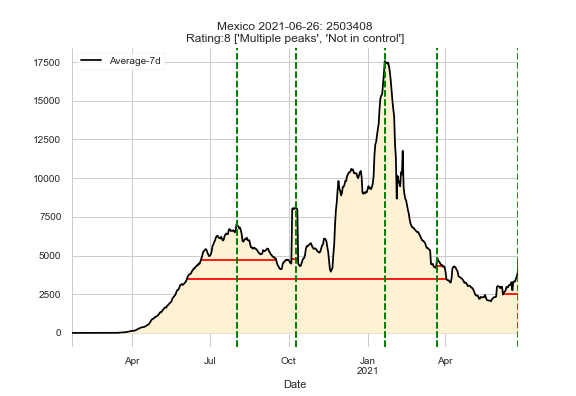 Mexico 2021-06-26: 2503408
Rating:8 ['Multiple peaks', 'Not in control']
Average-7d
17500
15000
12500
10000
7500
5000
2500
0
Apr
Jul
Oct
Jan
2021
Apr
Date